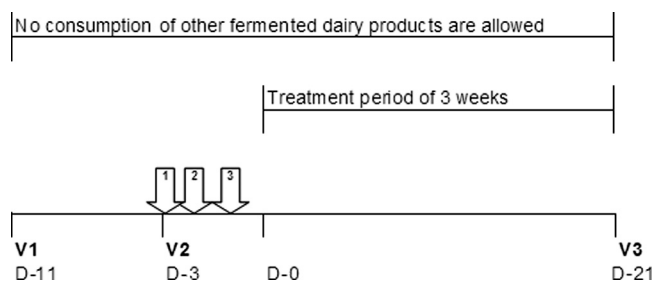 No consumption of other fermented dairy products are allowed
Treatment period of 3 weeks
1 2 3
V1 V2 V3
D-11 D-3 D-0 D-21